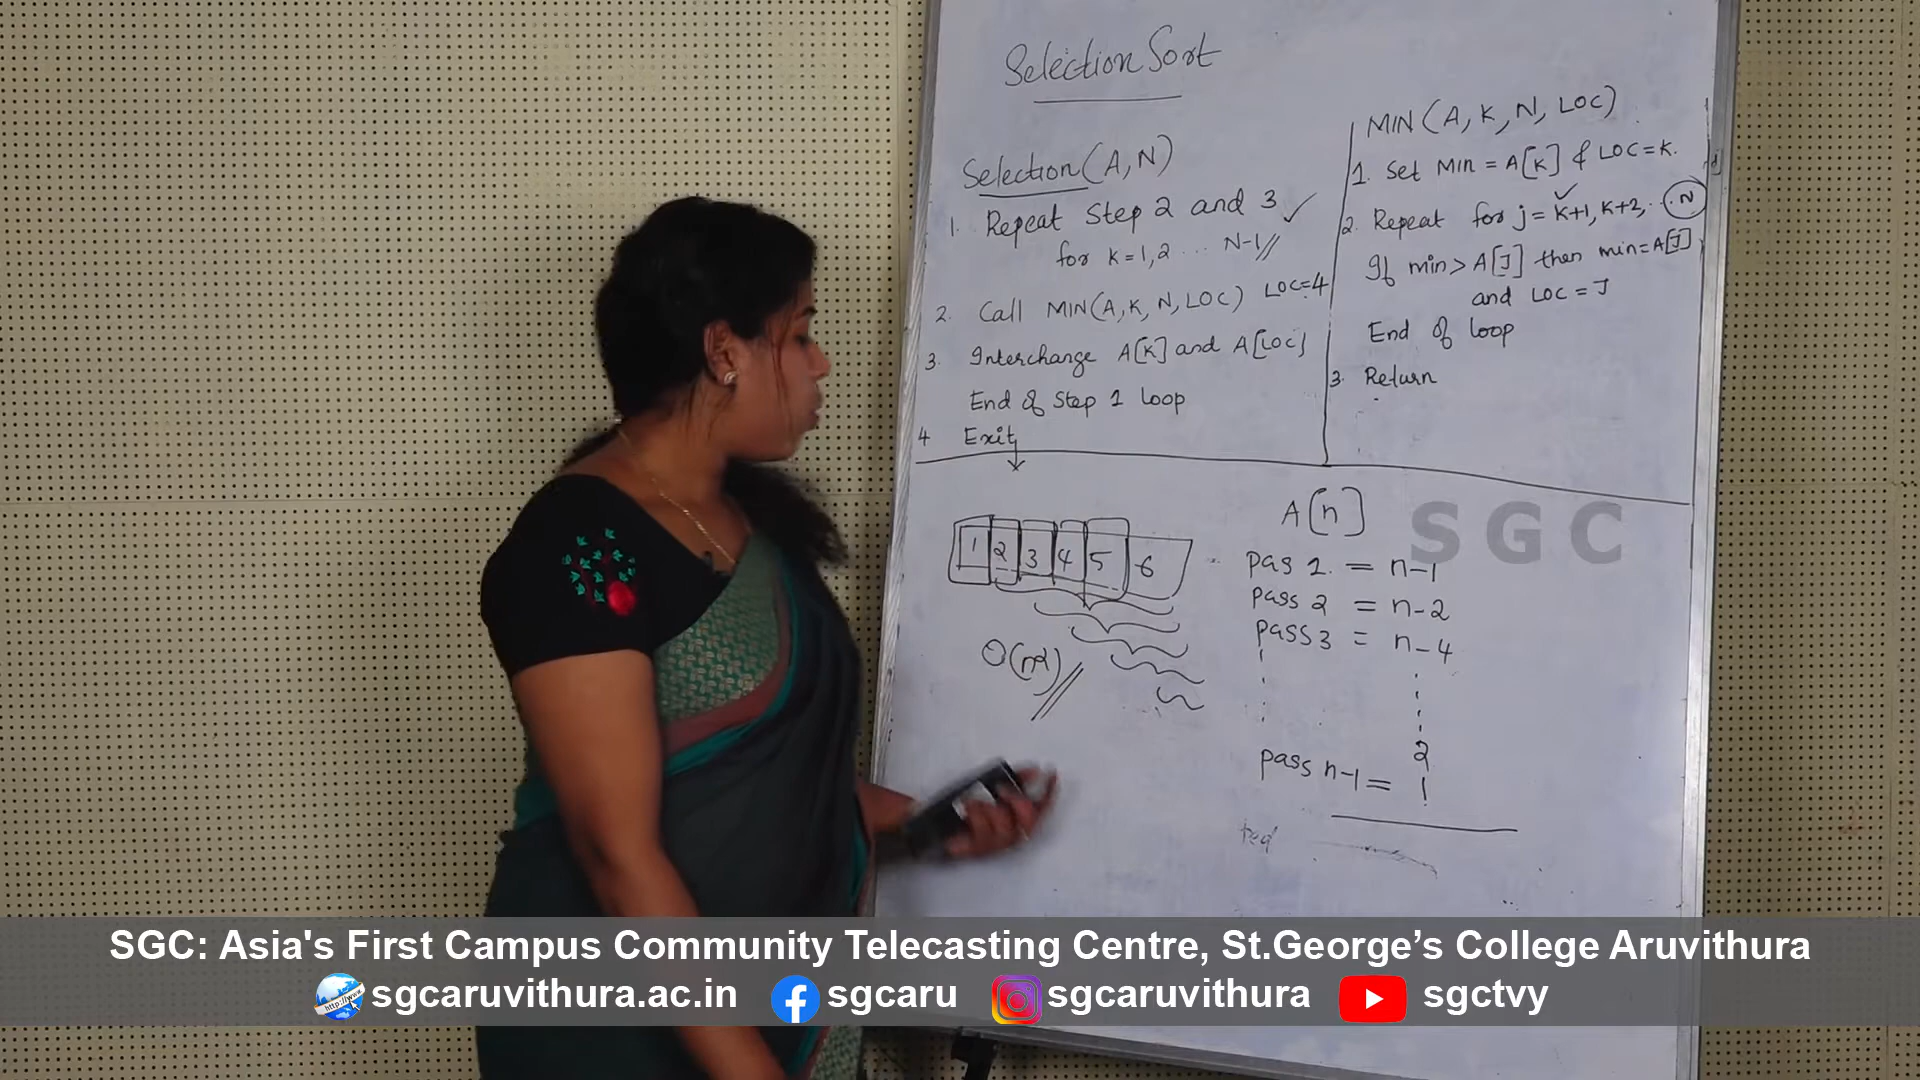 Selection Sort
Selection(A,N)
1. Repeat Step 2 and 3 ✓
for K=1,2 ... N-1//
2. Call MIN(A,K,N,LOC) LOC=4
3. Interchange A[K] and A[LOC]
End of Step 1 loop
4 Exit
MIN(A, K, N, LOC)
1. Set Min = A[K] & LOC=K.
2. Repeat for j= K+1, K+2, .. N
If min> A[J] then min=A[J]
and LOC = J
End of loop
3. Return
1 2 3 4 5 6
O(n2)//
A[n]
pas 1. = n-1
pass 2 = n-2
pass 3 = n-4
2
pass n-1 = 1
SGC
SGC: Asia's First Campus Community Telecasting Centre, St.George’s College Aruvithura
http://www sgcaruvithura.ac.in sgcaru sgcaruvithura sgctvy